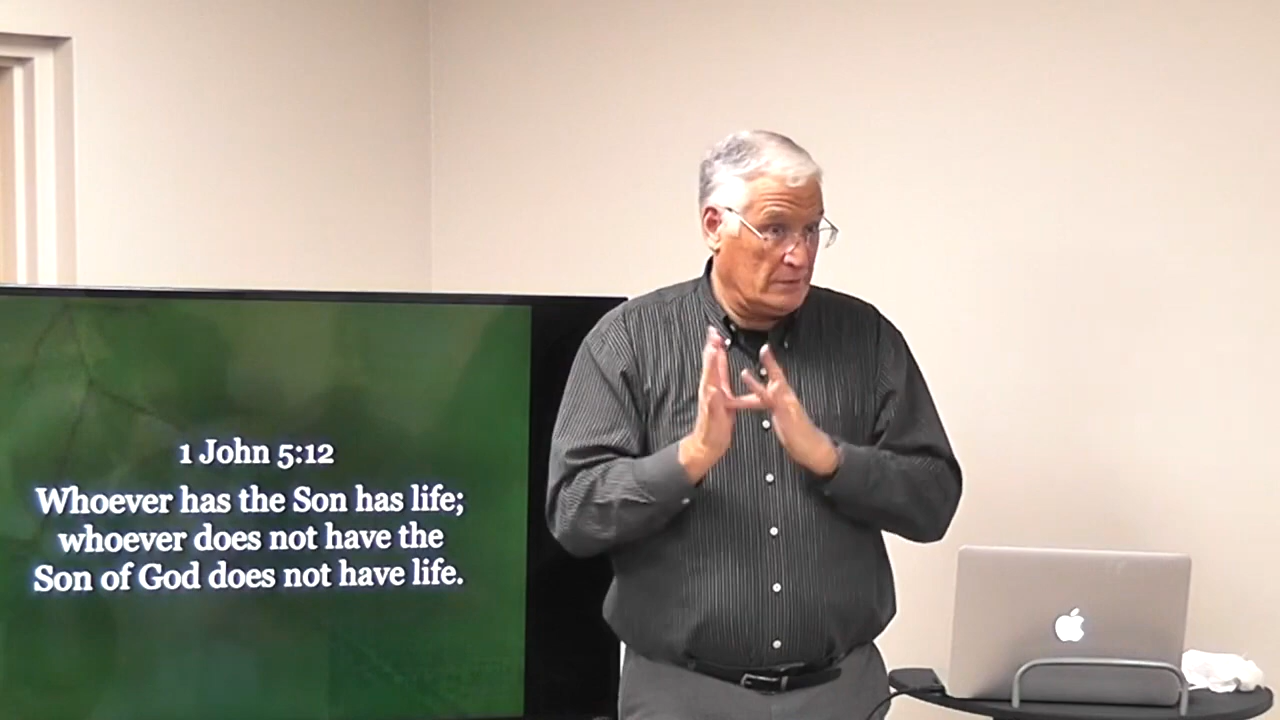 1 John 5:12
Whoever has the Son has life;
whoever does not have the
Son of God does not have life.